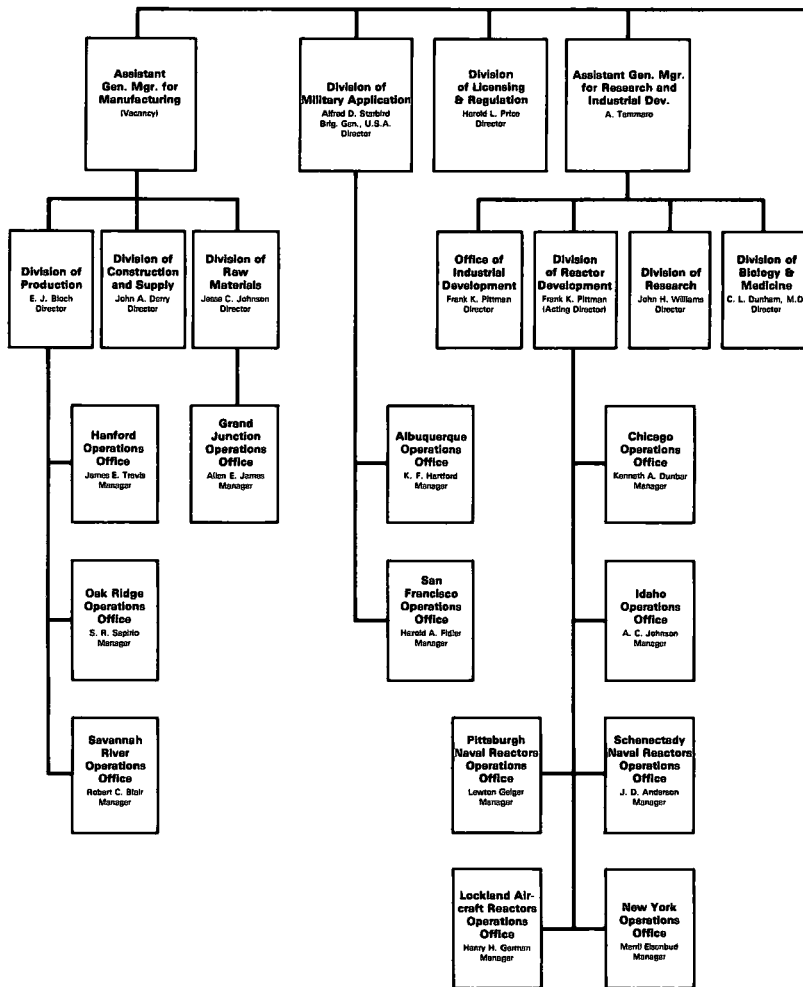 Assistant
Gen. Mgr. for
Manufacturing
(Vacancy)
Division of
Military Application
Alfred D. Starbird
Brig. Gen., U.S.A.
Director
Division
of Licensing
& Regulation
Harold L. Price
Director
Assistant Gen. Mgr.
for Research and
Industrial Dev.
A. Tammaro
Division of
Production
E. J. Bloch
Director
Division of
Construction
and Supply
John A. Derry
Director
Division of
Raw
Materials
Jesse C. Johnson
Director
Office of
Industrial
Development
Frank K. Pittman
Director
Division
of Reactor
Development
Frank K. Pittman
(Acting Director)
Division of
Research
John H. Williams
Director
Division of
Biology &
Medicine
C. L. Dunham, M.D.
Director
Hanford
Operations
Office
James E. Travis
Manager
Grand
Junction
Operations
Office
Allen E. James
Manager
Albuquerque
Operations
Office
K. F. Hertford
Manager
Chicago
Operations
Office
Kenneth A. Dunbar
Manager
Oak Ridge
Operations
Office
S. R. Sapirie
Manager
San
Francisco
Operations
Office
Harold A. Fidler
Manager
Idaho
Operations
Office
A. C. Johnson
Manager
Savannah
River
Operations
Office
Robert C. Blair
Manager
Pittsburgh
Naval Reactors
Operations
Office
Lawton Geiger
Manager
Schenectady
Naval Reactors
Operations
Office
J. D. Anderson
Manager
Lockland Air-
craft Reactors
Operations
Office
Harry H. Gorman
Manager
New York
Operations
Office
Merril Eisenbud
Manager